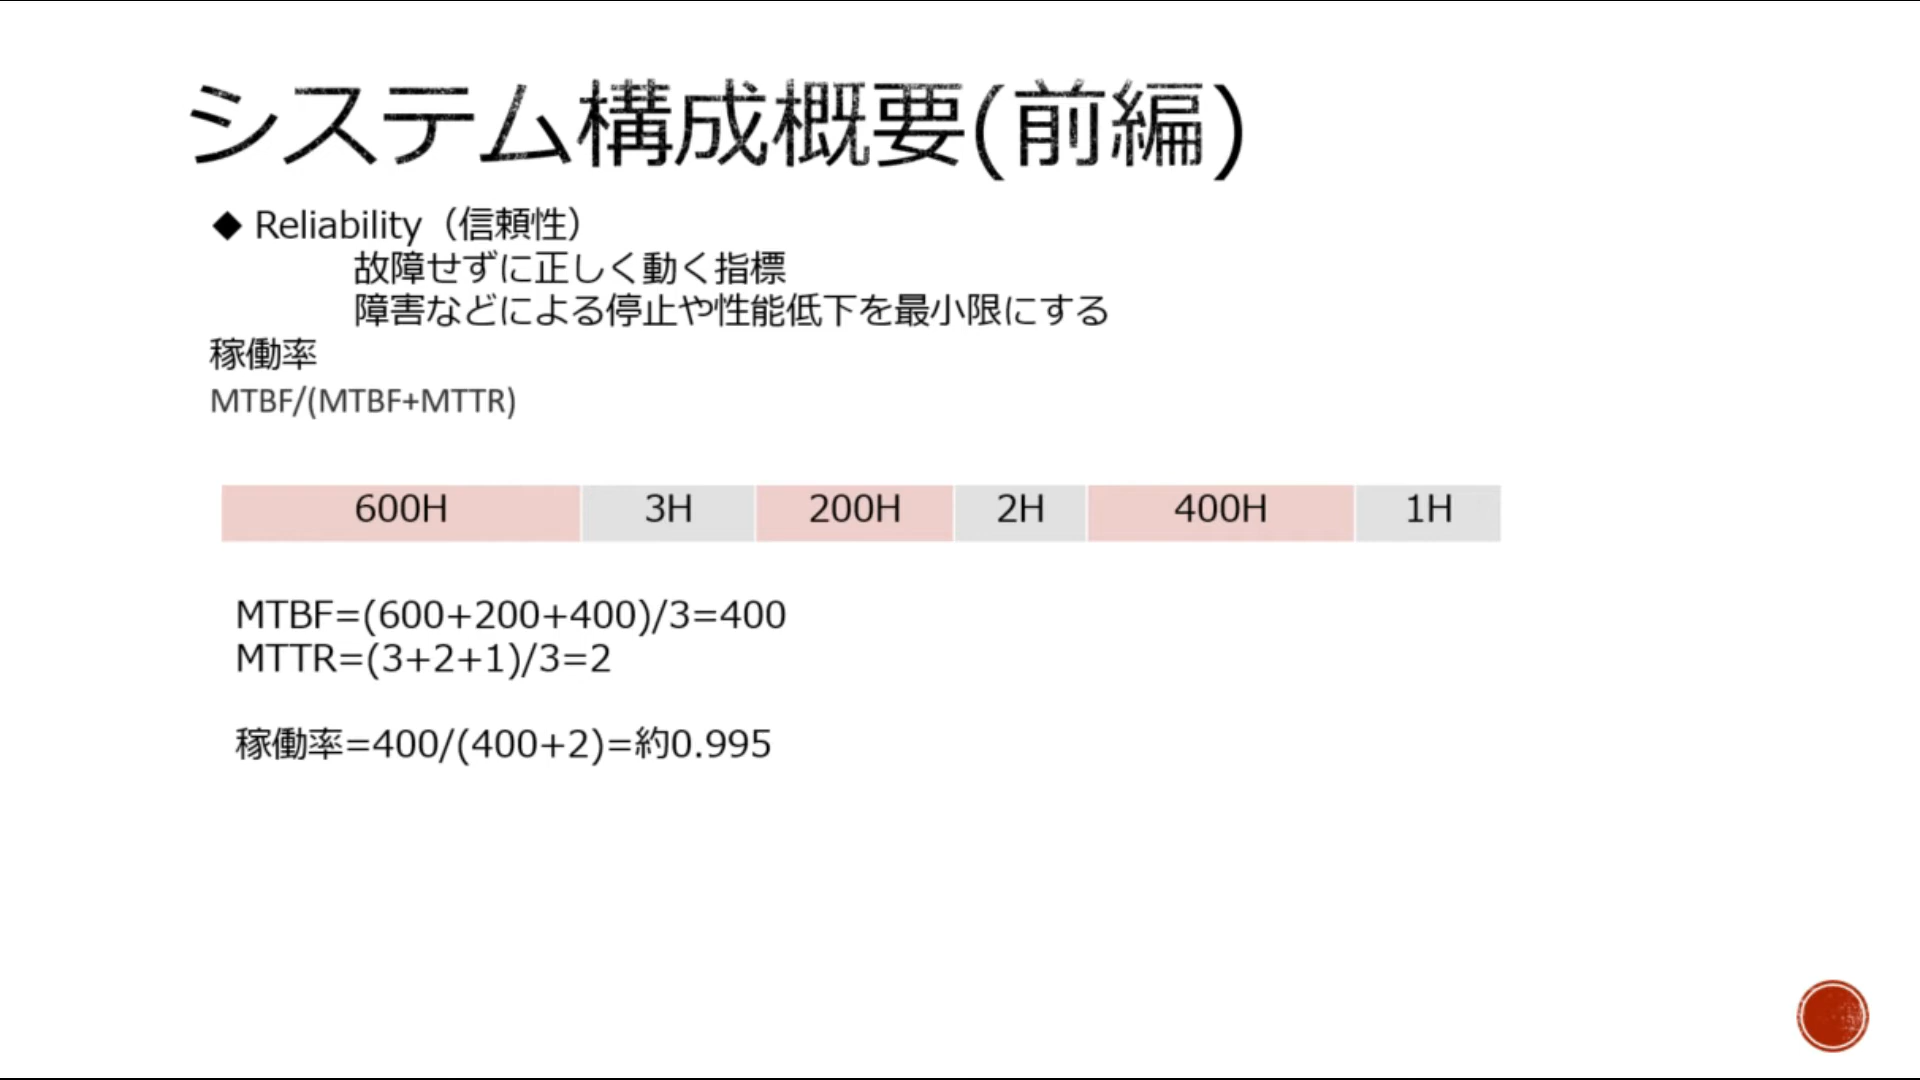 システム構成概要(前編)
◆ Reliability（信頼性）
故障せずに正しく動く指標
障害などによる停止や性能低下を最小限にする
稼働率
MTBF/(MTBF+MTTR)
600H 3H 200H 2H 400H 1H
MTBF=(600+200+400)/3=400
MTTR=(3+2+1)/3=2
稼働率=400/(400+2)=約0.995